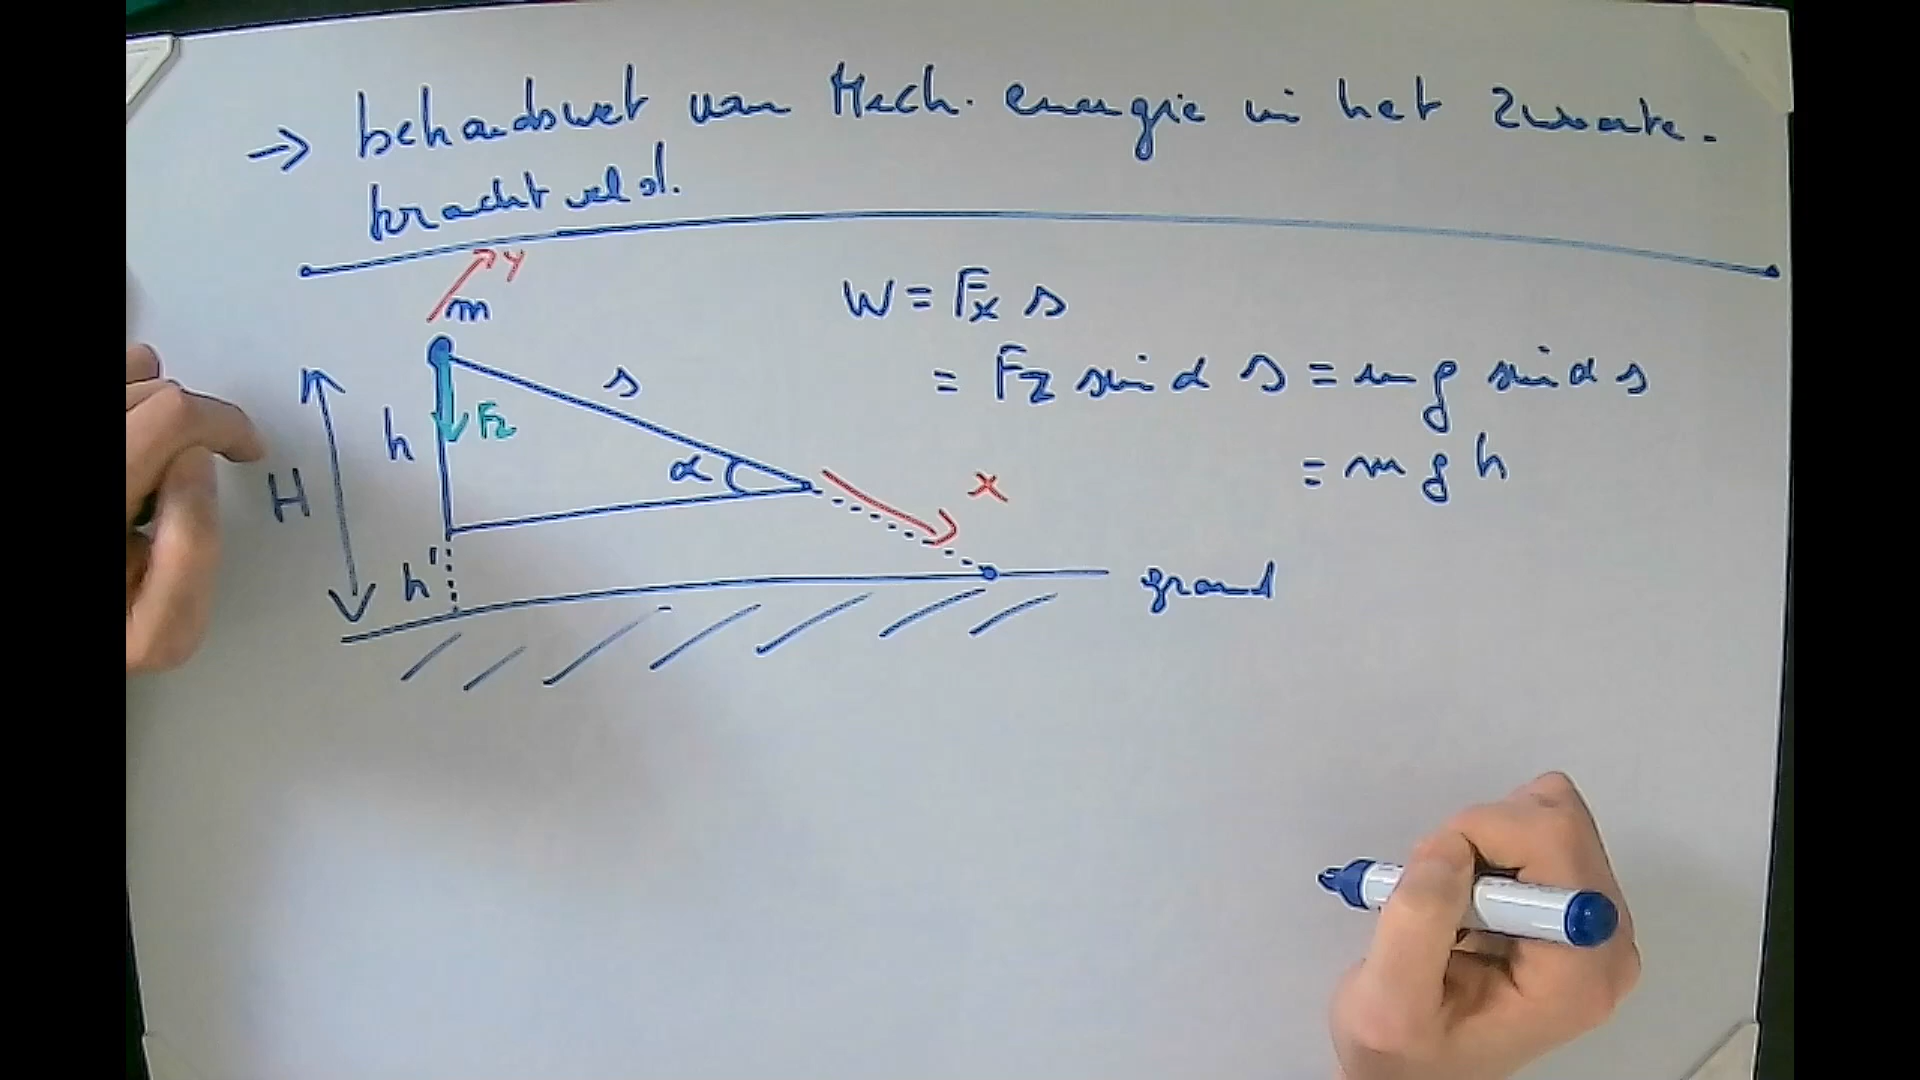 → behoudswet van Mech. energie in het zwaarte-
krachtveld.
y
m
W = Fx s
= Fz sin α s = m g sin α s
= m g h
s
Fz
h
α
x
H
h'
grond